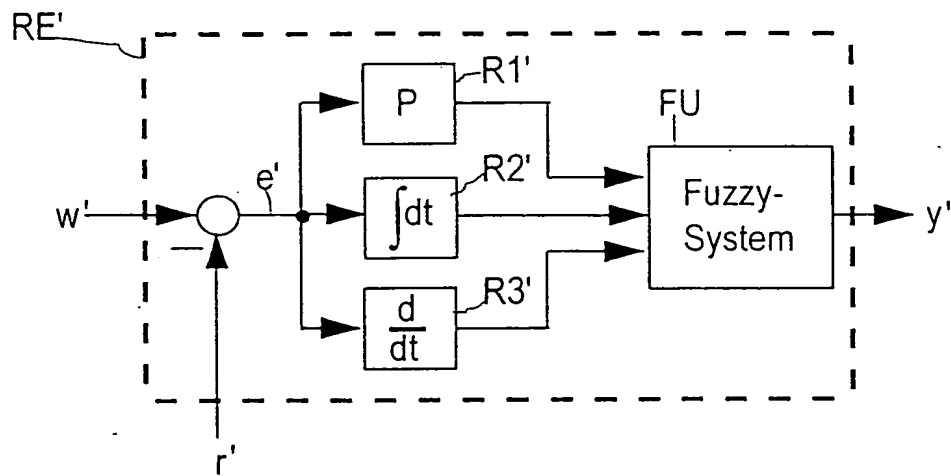 RE'
R1'
P
FU
e'
R2'
w'
∫dt
Fuzzy-
System
y'
R3'
d
dt
r'